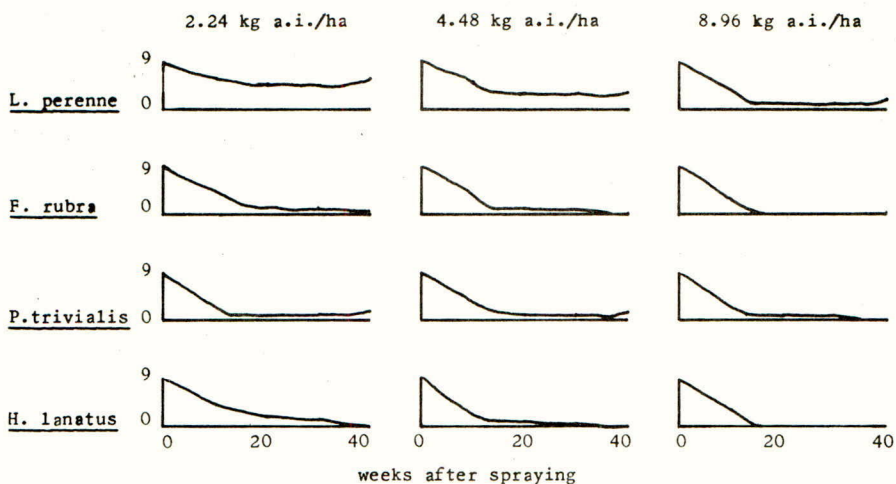 2.24 kg a.i./ha 4.48 kg a.i./ha 8.96 kg a.i./ha
9
L. perenne 0
9
F. rubra 0
9
P.trivialis 0
9
H. lanatus 0
0 20 40 0 20 40 0 20 40
weeks after spraying